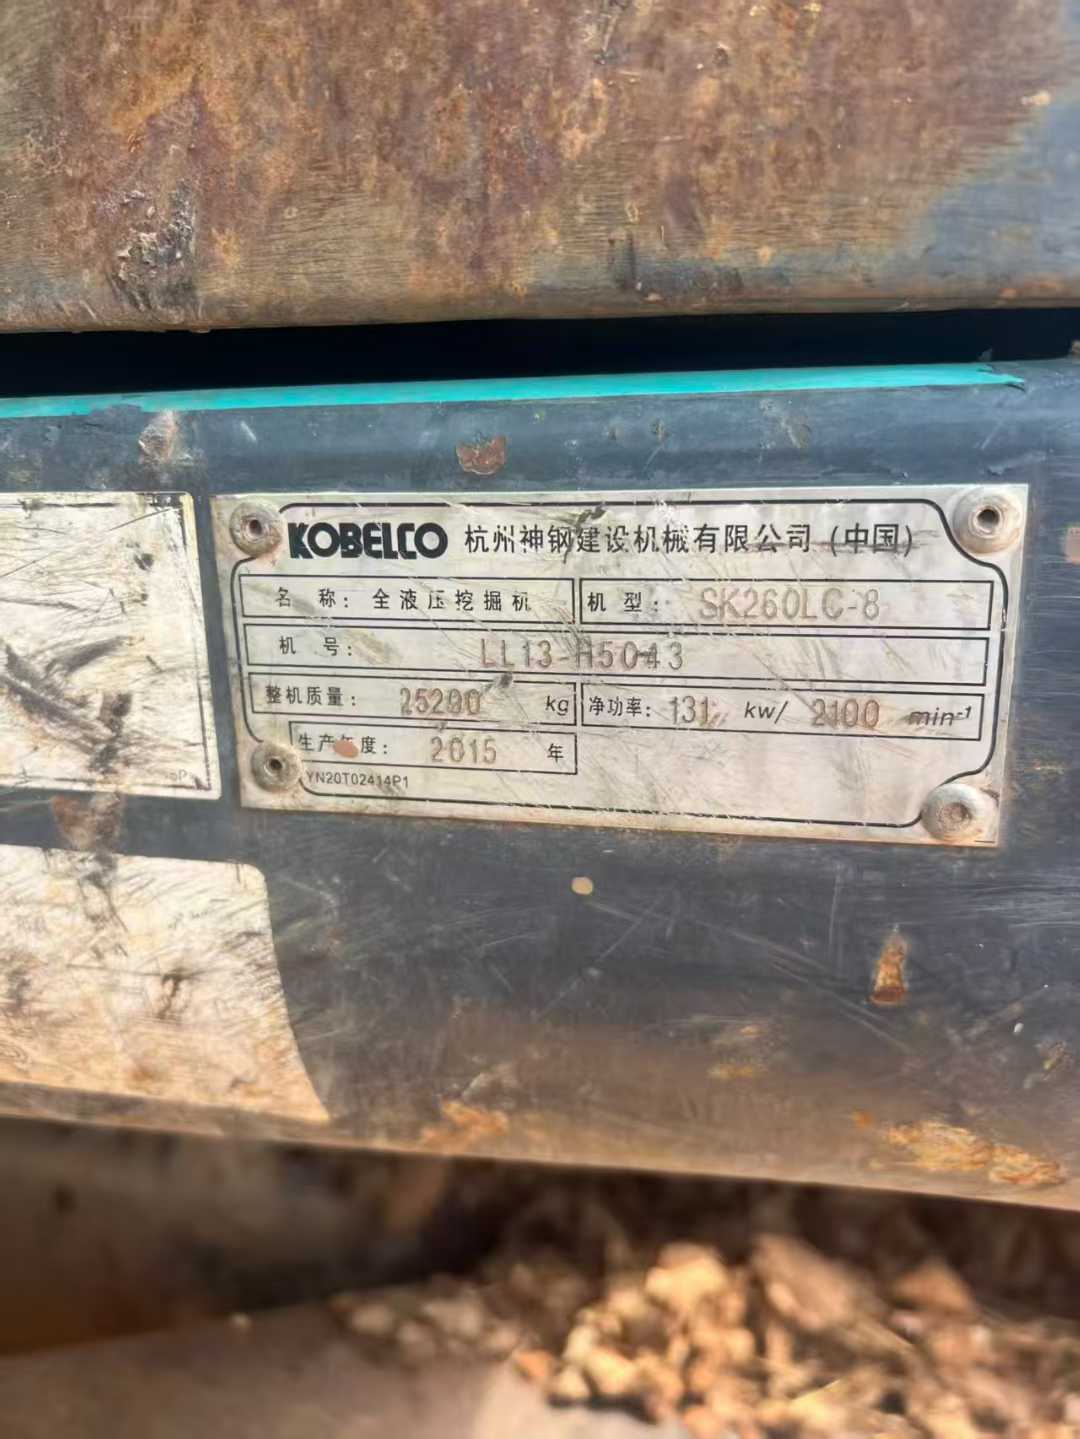 KOBELCO 杭州神钢建设机械有限公司(中国)
名 称: 全液压挖掘机 机型: SK260LC-8
机 号: LL13-H5043
整机质量: 25200 kg 净功率: 131 kw/ 2100 min-1
生产年度: 2015 年
YN20T02414P1